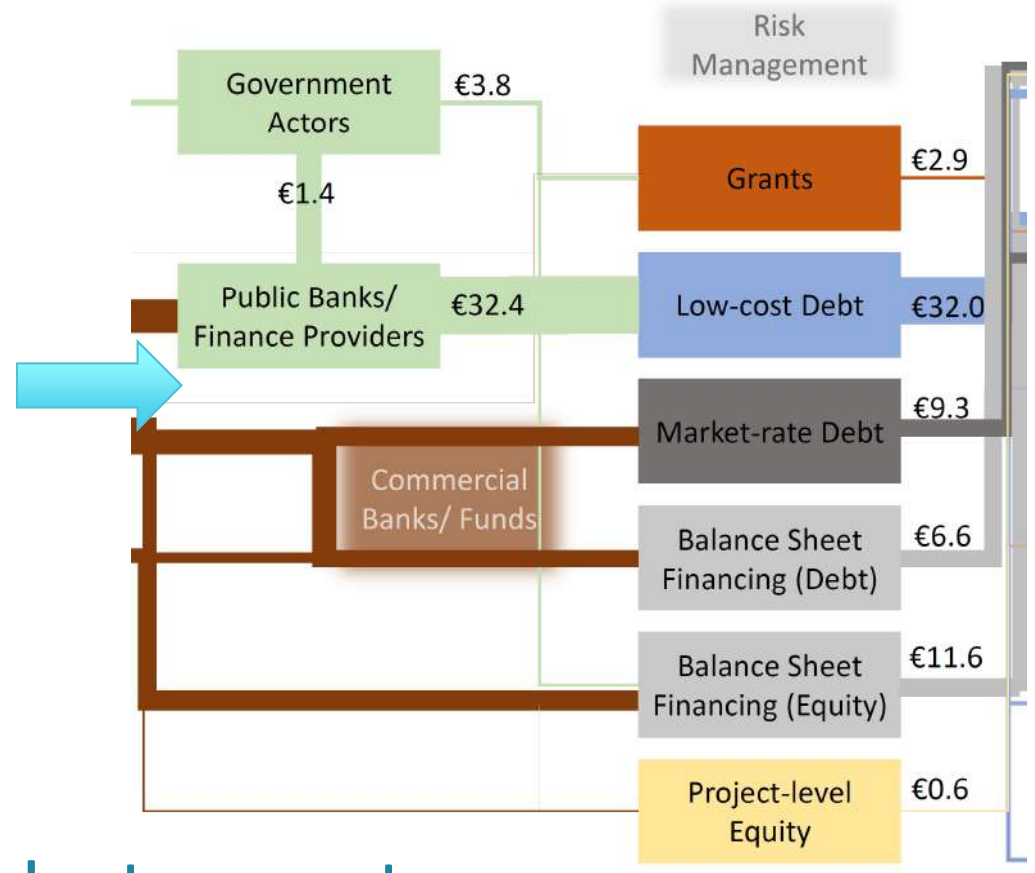 Risk
Management
Government
Actors
€3.8
€1.4
Grants
€2.9
Public Banks/
Finance Providers
€32.4
Low-cost Debt
€32.0
Market-rate Debt
€9.3
Commercial
Banks/ Funds
Balance Sheet
Financing (Debt)
€6.6
Balance Sheet
Financing (Equity)
€11.6
Project-level
Equity
€0.6